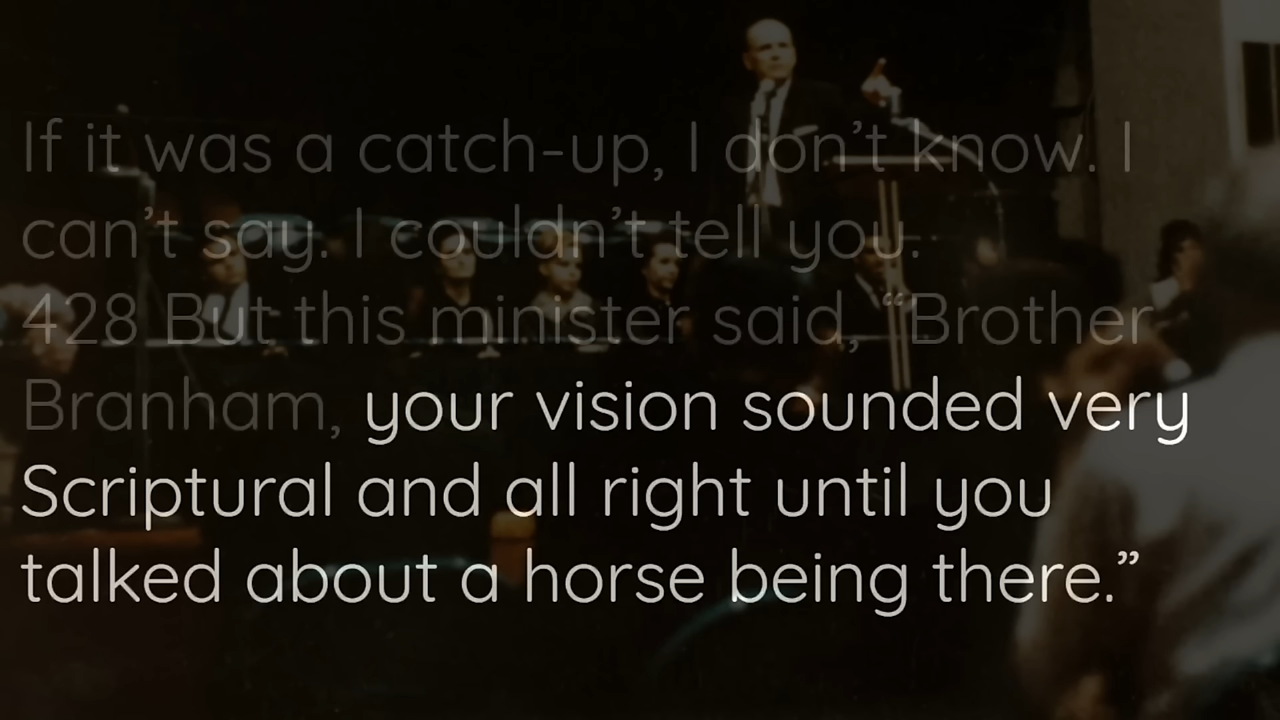 If it was a catch-up, I don’t know. I
can’t say. I couldn’t tell you.
428 But this minister said, “Brother
Branham, your vision sounded very
Scriptural and all right until you
talked about a horse being there.”